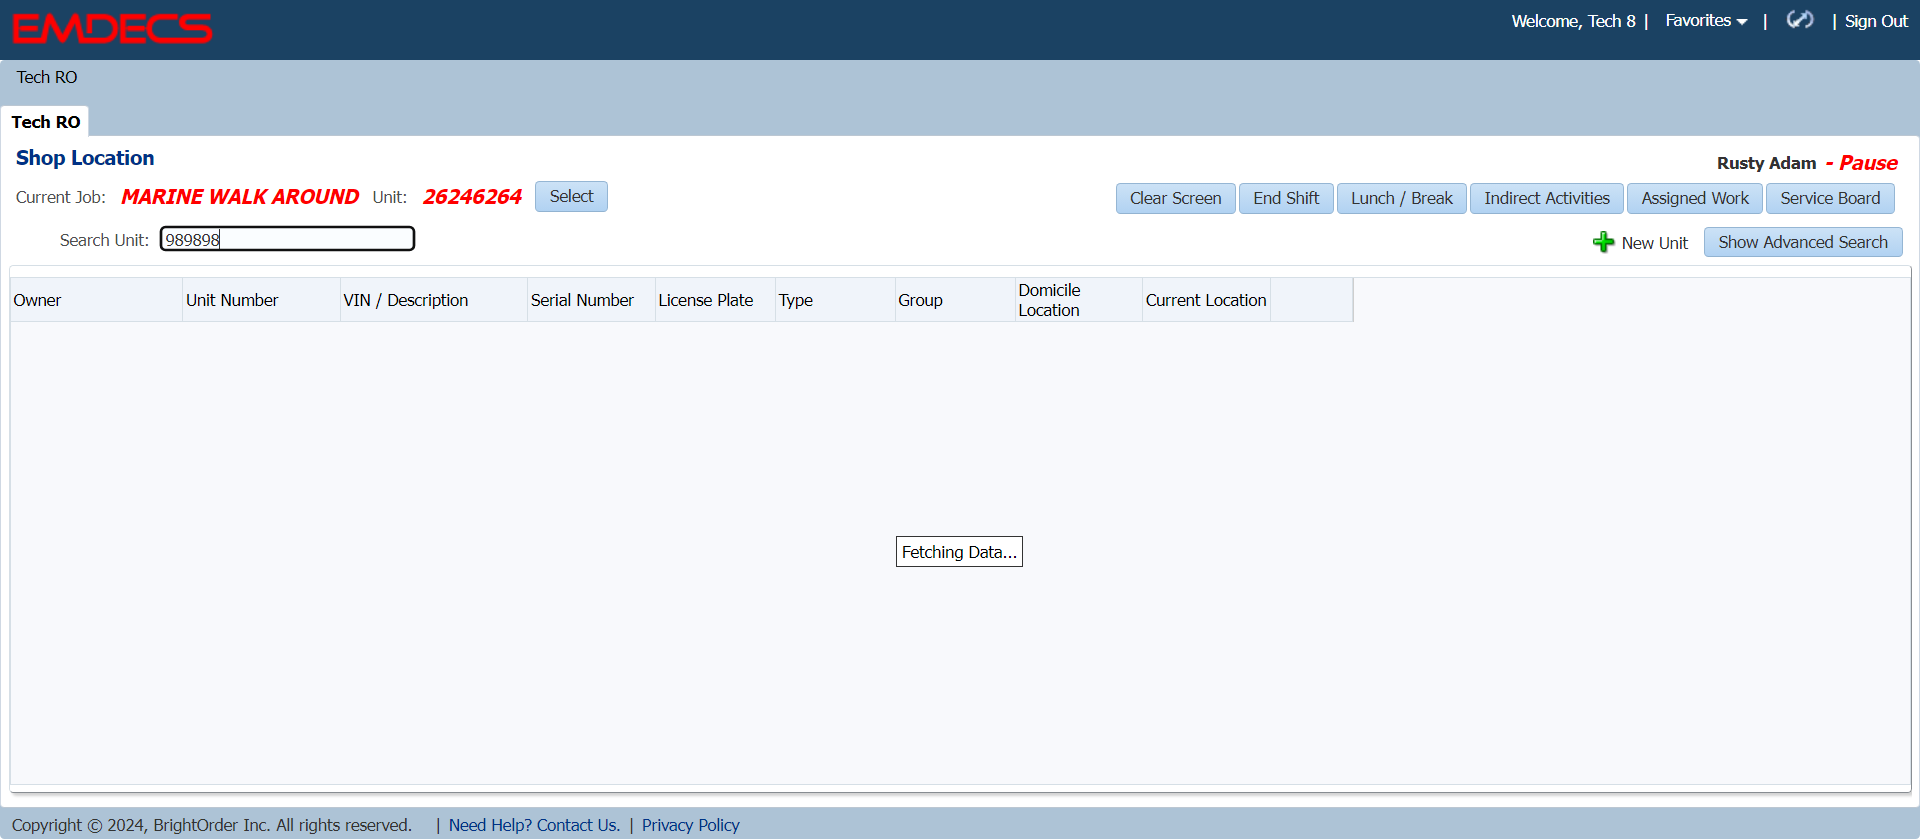 EMDECS
Welcome, Tech 8 | Favorites | | Sign Out
Tech RO
Tech RO
Shop Location
Rusty Adam - Pause
Current Job: MARINE WALK AROUND Unit: 26246264 Select
Clear Screen End Shift Lunch / Break Indirect Activities Assigned Work Service Board
Search Unit: 989898
New Unit Show Advanced Search
Owner Unit Number VIN / Description Serial Number License Plate Type Group Domicile Location Current Location
Fetching Data...
Copyright © 2024, BrightOrder Inc. All rights reserved. | Need Help? Contact Us. | Privacy Policy